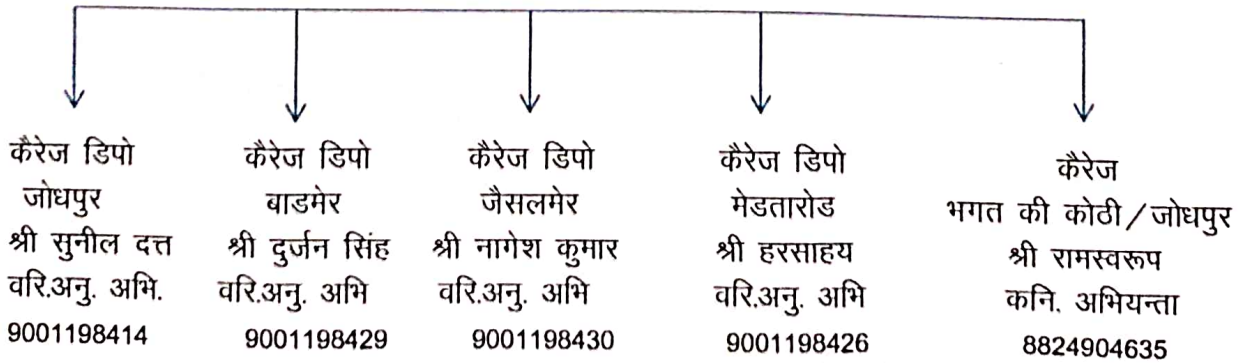 कैरेज डिपो
जोधपुर
श्री सुनील दत्त
वरि.अनु. अभि.
9001198414
कैरेज डिपो
बाडमेर
श्री दुर्जन सिंह
वरि.अनु. अभि
9001198429
कैरेज डिपो
जैसलमेर
श्री नागेश कुमार
वरि.अनु. अभि
9001198430
कैरेज डिपो
मेडतारोड
श्री हरसाहय
वरि.अनु. अभि
9001198426
कैरेज
भगत की कोठी/जोधपुर
श्री रामस्वरूप
कनि. अभियन्ता
8824904635